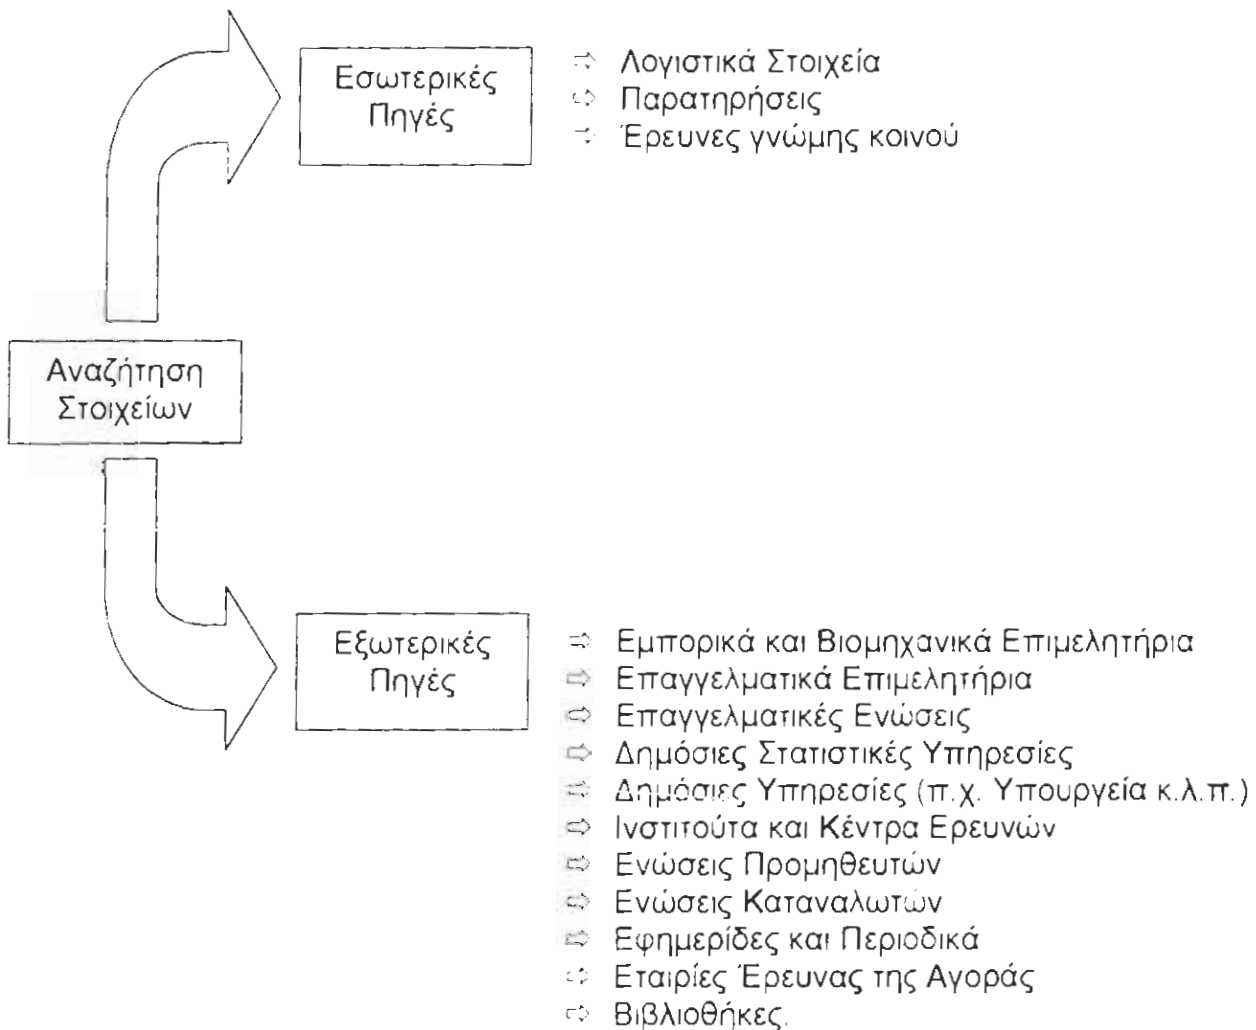 Εσωτερικές
Πηγές
Λογιστικά Στοιχεία
Παρατηρήσεις
Έρευνες γνώμης κοινού
Αναζήτηση
Στοιχείων
Εξωτερικές
Πηγές
Εμπορικά και Βιομηχανικά Επιμελητήρια
Επαγγελματικά Επιμελητήρια
Επαγγελματικές Ενώσεις
Δημόσιες Στατιστικές Υπηρεσίες
Δημόσιες Υπηρεσίες (π.χ. Υπουργεία κ.λ.π.)
Ινστιτούτα και Κέντρα Ερευνών
Ενώσεις Προμηθευτών
Ενώσεις Καταναλωτών
Εφημερίδες και Περιοδικά
Εταιρίες Έρευνας της Αγοράς
Βιβλιοθήκες.